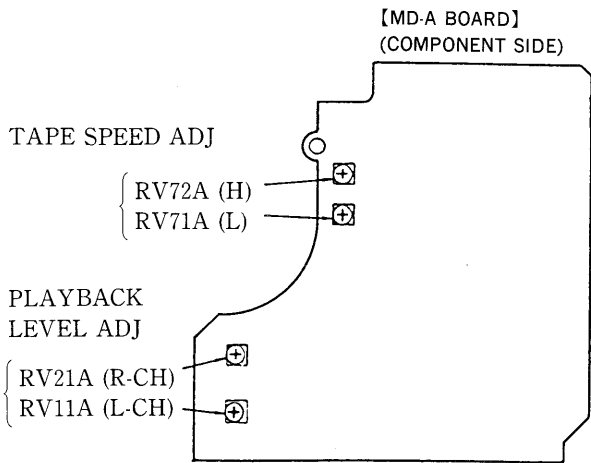 【MD-A BOARD】
(COMPONENT SIDE)
TAPE SPEED ADJ
RV72A (H)
RV71A (L)
PLAYBACK
LEVEL ADJ
RV21A (R-CH)
RV11A (L-CH)